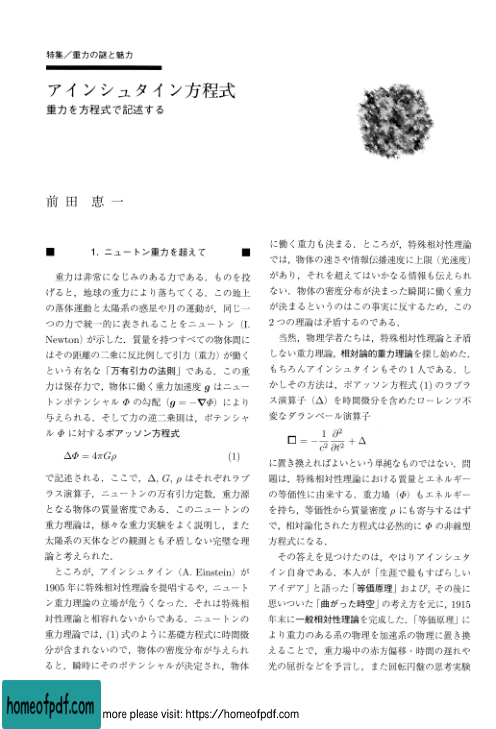 特集／重力の謎と魅力
アインシュタイン方程式
重力を方程式で記述する
前田 恵一
■ 1. ニュートン重力を超えて ■
重力は非常になじみのある力である．ものを投
げると，地球の重力により落ちてくる．この地上
の落体運動と太陽系の惑星や月の運動が，同じ一
つの力で統一的に表されることをニュートン（I.
Newton）が示した．質量を持つすべての物体間に
はその距離の二乗に反比例して引力（重力）が働く
という有名な「万有引力の法則」である．この重
力は保存力で，物体に働く重力加速度 g はニュー
トンポテンシャル Φ の勾配（g = −∇Φ）により
与えられる．そして力の逆二乗則は，ポテンシャ
ル Φ に対するポアッソン方程式
ΔΦ = 4πGρ (1)
で記述される．ここで，Δ, G, ρ はそれぞれラプ
ラス演算子，ニュートンの万有引力定数，重力源
となる物体の質量密度である．このニュートンの
重力理論は，様々な重力実験をよく説明し，また
太陽系の天体などの観測とも矛盾しない完璧な理
論と考えられた．
ところが，アインシュタイン（A. Einstein）が
1905 年に特殊相対性理論を提唱するや，ニュート
ン重力理論の立場が危うくなった．それは特殊相
対性理論と相容れないからである．ニュートンの
重力理論では，(1) 式のように基礎方程式に時間微
分が含まれないので，物体の密度分布が与えられ
ると，瞬時にそのポテンシャルが決定され，物体
に働く重力も決まる．ところが，特殊相対性理論
では，物体の速さや情報伝播速度に上限（光速度）
があり，それを超えてはいかなる情報も伝えられ
ない．物体の密度分布が決まった瞬間に働く重力
が決まるというのはこの事実に反するため，この
2 つの理論は矛盾するのである．
当然，物理学者たちは，特殊相対性理論と矛盾
しない重力理論，相対論的重力理論を探し始めた．
もちろんアインシュタインもその 1 人である．し
かしその方法は，ポアッソン方程式 (1) のラプラ
ス演算子（Δ）を時間微分を含めたローレンツ不
変なダランベール演算子
□ = −1/c² ∂²/∂t² + Δ
に置き換えればよいという単純なものではない．問
題は，特殊相対性理論における質量とエネルギー
の等価性に由来する．重力場（Φ）もエネルギー
を持ち，等価性から質量密度 ρ にも寄与するはず
で，相対論化された方程式は必然的に Φ の非線型
方程式になる．
その答えを見つけたのは，やはりアインシュタ
イン自身である．本人が「生涯で最もすばらしい
アイデア」と語った「等価原理」および，その後に
思いついた「曲がった時空」の考え方を元に，1915
年末に一般相対性理論を完成した．「等価原理」に
より重力のある系の物理を加速系の物理に置き換
えることで，重力場中の赤方偏移・時間の遅れや
光の屈折などを予言し，また回転円盤の思考実験
homeofpdf.com
more please visit: https://homeofpdf.com